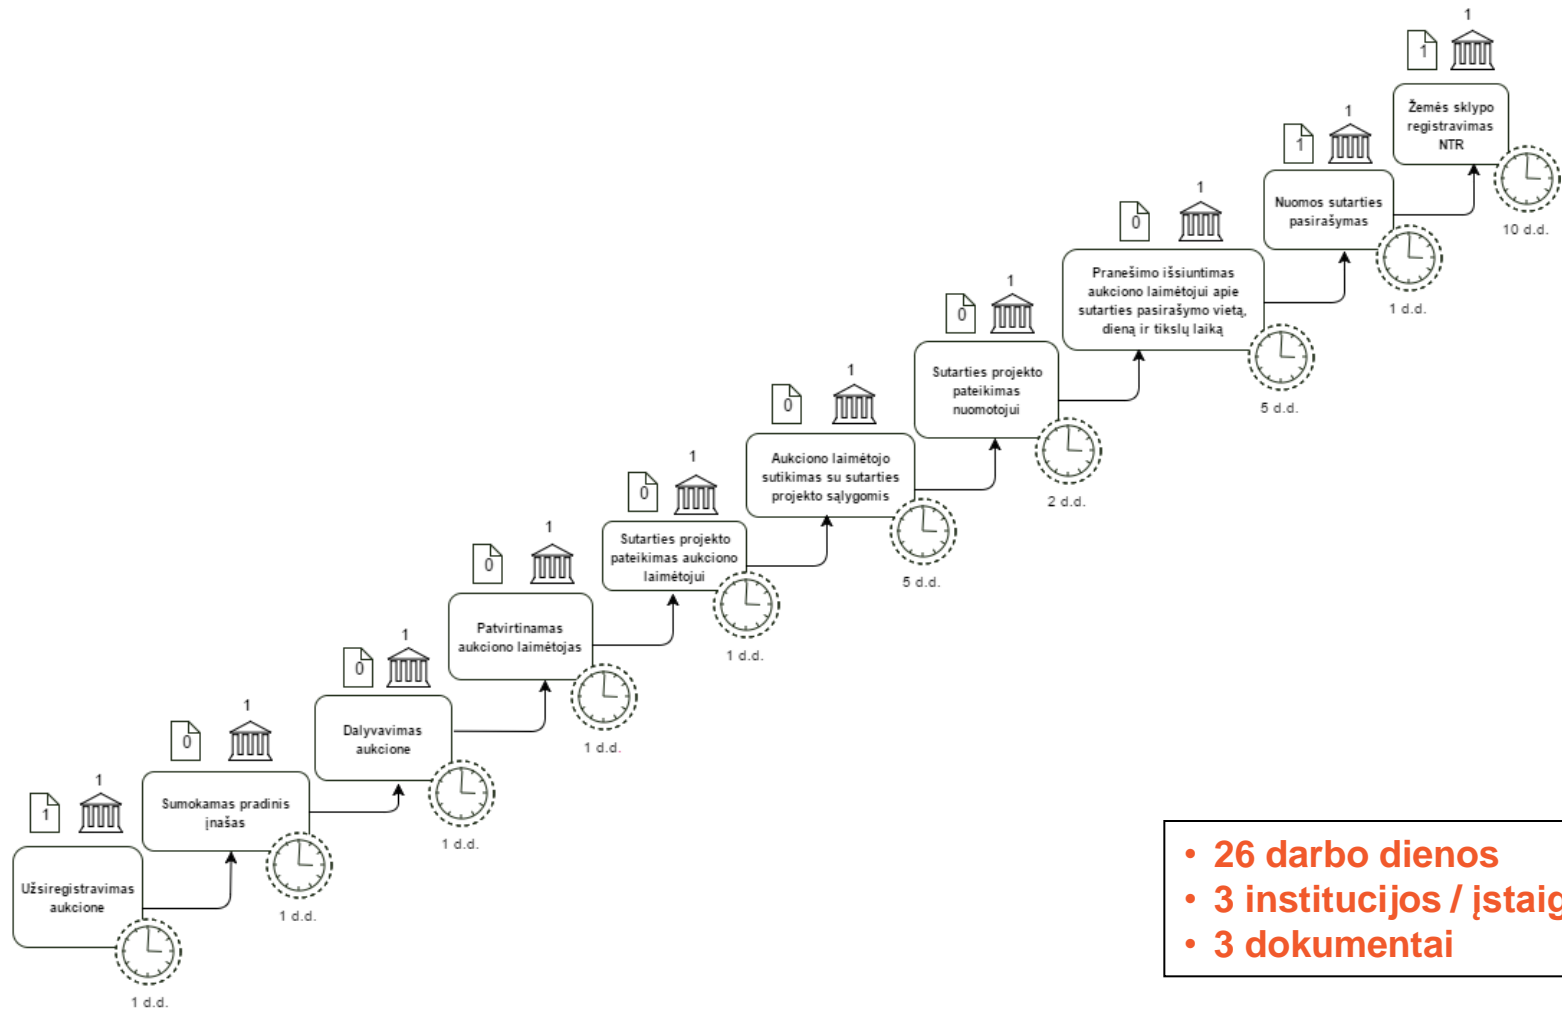 1
1
Užsiregistravimas
aukcione
1 d.d.
0
1
Sumokamas pradinis
įnašas
1 d.d.
0
1
Dalyvavimas
aukcione
1 d.d.
0
1
Patvirtinamas
aukciono laimėtojas
1 d.d.
0
1
Sutarties projekto
pateikimas aukciono
laimėtojui
1 d.d.
0
1
Aukciono laimėtojo
sutikimas su sutarties
projekto sąlygomis
5 d.d.
0
1
Sutarties projekto
pateikimas
nuomotojui
2 d.d.
0
1
Pranešimo išsiuntimas
aukciono laimėtojui apie
sutarties pasirašymo vietą,
dieną ir tikslų laiką
5 d.d.
1
1
Nuomos sutarties
pasirašymas
1 d.d.
1
1
Žemės sklypo
registravimas
NTR
10 d.d.
• 26 darbo dienos
• 3 institucijos / įstaig
• 3 dokumentai